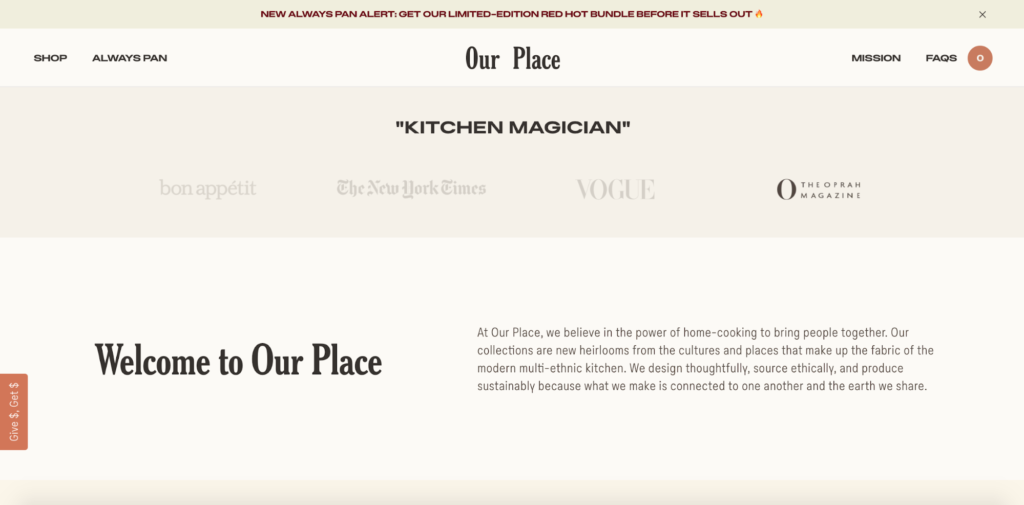 NEW ALWAYS PAN ALERT: GET OUR LIMITED-EDITION RED HOT BUNDLE BEFORE IT SELLS OUT 🔥
SHOP
ALWAYS PAN
Our Place
MISSION
FAQS
0
"KITCHEN MAGICIAN"
bon appétit
The New York Times
VOGUE
O THE OPRAH
MAGAZINE
Welcome to Our Place
At Our Place, we believe in the power of home-cooking to bring people together. Our
collections are new heirlooms from the cultures and places that make up the fabric of the
modern multi-ethnic kitchen. We design thoughtfully, source ethically, and produce
sustainably because what we make is connected to one another and the earth we share.
Give $, Get $